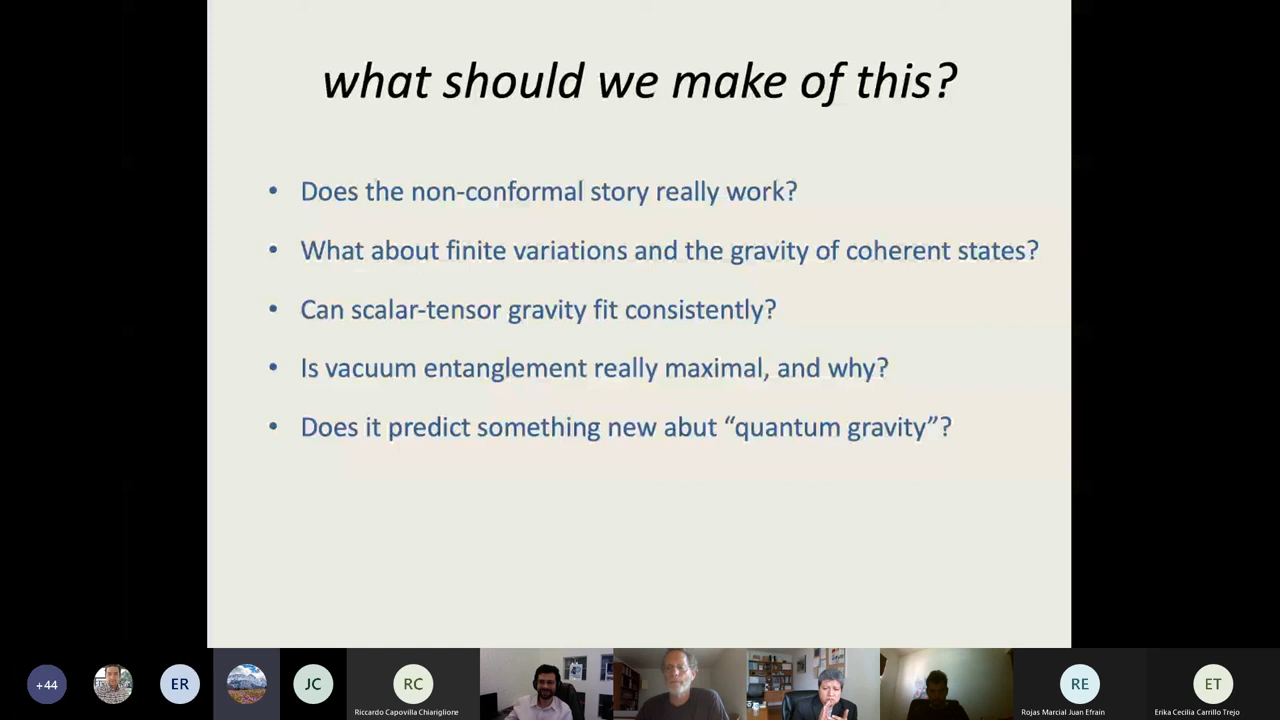 what should we make of this?
• Does the non-conformal story really work?
• What about finite variations and the gravity of coherent states?
• Can scalar-tensor gravity fit consistently?
• Is vacuum entanglement really maximal, and why?
• Does it predict something new abut “quantum gravity”?
+44
ER
JC
RC
Riccardo Capovilla Chiariglione
RE
Rojas Marcial Juan Efrain
ET
Erika Cecilia Carrillo Trejo